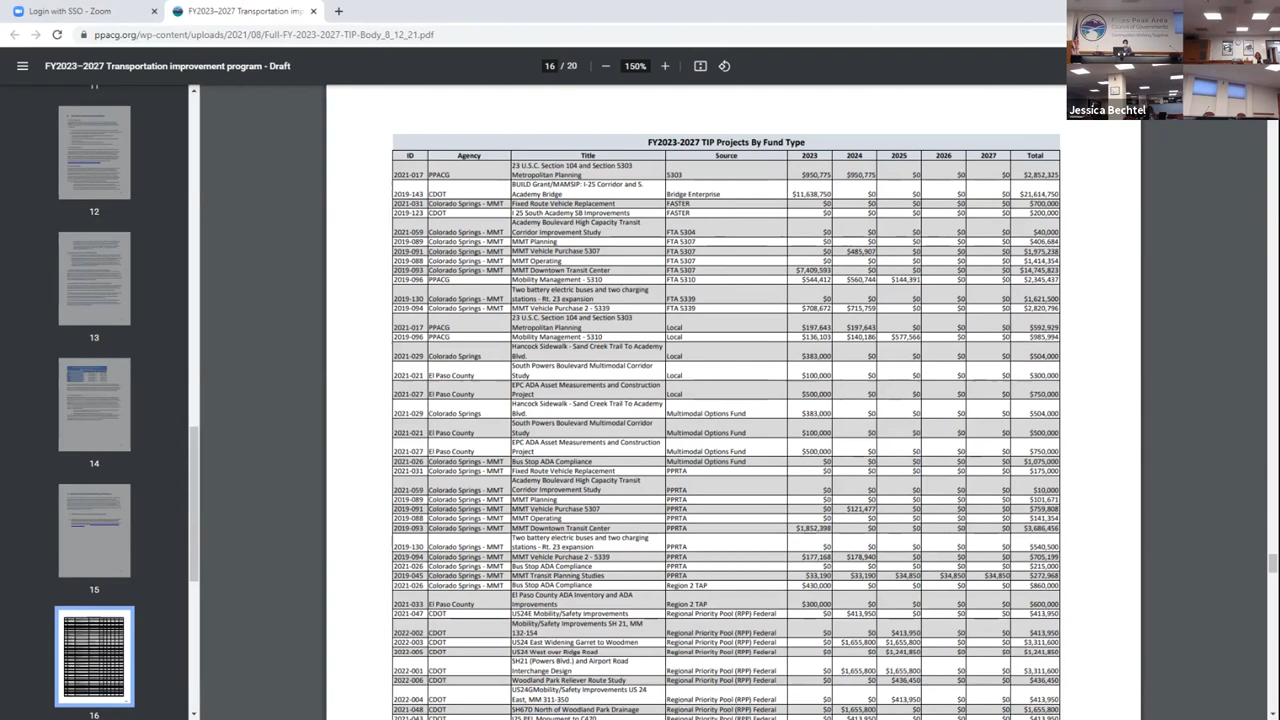 Login with SSO - Zoom
FY2023–2027 Transportation imp
ppacg.org/wp-content/uploads/2021/08/Full-FY-2023-2027-TIP-Body_8_12_21.pdf
FY2023–2027 Transportation improvement program - Draft
16 / 20
150%
Pikes Peak Area
Council of Governments
Jessica Bechtel
12
13
14
15
16
FY2023-2027 TIP Projects By Fund Type
ID Agency Title Source 2023 2024 2025 2026 2027 Total
23 U.S.C. Section 104 and Section 5303
2021-017 PPACG Metropolitan Planning 5303 $950,775 $950,775 $0 $0 $0 $2,852,325
BUILD Grant/MAMSIP: I-25 Corridor and S.
2019-143 CDOT Academy Bridge Bridge Enterprise $11,638,750 $0 $0 $0 $0 $21,614,750
2021-031 Colorado Springs - MMT Fixed Route Vehicle Replacement FASTER $0 $0 $0 $0 $0 $700,000
2019-123 CDOT I 25 South Academy SB Improvements FASTER $0 $0 $0 $0 $0 $200,000
Academy Boulevard High Capacity Transit
2021-059 Colorado Springs - MMT Corridor Improvement Study FTA 5304 $0 $0 $0 $0 $0 $40,000
2019-089 Colorado Springs - MMT MMT Planning FTA 5307 $0 $0 $0 $0 $0 $406,684
2019-091 Colorado Springs - MMT MMT Vehicle Purchase 5307 FTA 5307 $0 $485,907 $0 $0 $0 $1,975,238
2019-088 Colorado Springs - MMT MMT Operating FTA 5307 $0 $0 $0 $0 $0 $1,414,354
2019-093 Colorado Springs - MMT MMT Downtown Transit Center FTA 5307 $7,409,593 $0 $0 $0 $0 $14,745,823
2019-096 PPACG Mobility Management - 5310 FTA 5310 $544,412 $560,744 $144,391 $0 $0 $2,345,437
Two battery electric buses and two charging
2019-130 Colorado Springs - MMT stations - Rt. 23 expansion FTA 5339 $0 $0 $0 $0 $0 $1,621,500
2019-094 Colorado Springs - MMT MMT Vehicle Purchase 2 - 5339 FTA 5339 $708,672 $715,759 $0 $0 $0 $2,820,796
23 U.S.C. Section 104 and Section 5303
2021-017 PPACG Metropolitan Planning Local $197,643 $197,643 $0 $0 $0 $592,929
2019-096 PPACG Mobility Management - 5310 Local $136,103 $140,186 $577,566 $0 $0 $985,994
Hancock Sidewalk - Sand Creek Trail To Academy
2021-029 Colorado Springs Blvd. Local $383,000 $0 $0 $0 $0 $504,000
South Powers Boulevard Multimodal Corridor
2021-021 El Paso County Study Local $100,000 $0 $0 $0 $0 $300,000
EPC ADA Asset Measurements and Construction
2021-027 El Paso County Project Local $500,000 $0 $0 $0 $0 $750,000
Hancock Sidewalk - Sand Creek Trail To Academy
2021-029 Colorado Springs Blvd. Multimodal Options Fund $383,000 $0 $0 $0 $0 $504,000
South Powers Boulevard Multimodal Corridor
2021-021 El Paso County Study Multimodal Options Fund $100,000 $0 $0 $0 $0 $500,000
EPC ADA Asset Measurements and Construction
2021-027 El Paso County Project Multimodal Options Fund $500,000 $0 $0 $0 $0 $750,000
2021-026 Colorado Springs - MMT Bus Stop ADA Compliance Multimodal Options Fund $0 $0 $0 $0 $0 $1,075,000
2021-031 Colorado Springs - MMT Fixed Route Vehicle Replacement PPRTA $0 $0 $0 $0 $0 $175,000
Academy Boulevard High Capacity Transit
2021-059 Colorado Springs - MMT Corridor Improvement Study PPRTA $0 $0 $0 $0 $0 $10,000
2019-089 Colorado Springs - MMT MMT Planning PPRTA $0 $0 $0 $0 $0 $101,671
2019-091 Colorado Springs - MMT MMT Vehicle Purchase 5307 PPRTA $0 $121,477 $0 $0 $0 $759,808
2019-088 Colorado Springs - MMT MMT Operating PPRTA $0 $0 $0 $0 $0 $141,354
2019-093 Colorado Springs - MMT MMT Downtown Transit Center PPRTA $1,852,398 $0 $0 $0 $0 $3,686,456
Two battery electric buses and two charging
2019-130 Colorado Springs - MMT stations - Rt. 23 expansion PPRTA $0 $0 $0 $0 $0 $540,500
2019-094 Colorado Springs - MMT MMT Vehicle Purchase 2 - 5339 PPRTA $177,168 $178,940 $0 $0 $0 $705,199
2021-026 Colorado Springs - MMT Bus Stop ADA Compliance PPRTA $0 $0 $0 $0 $0 $215,000
2019-045 Colorado Springs - MMT MMT Transit Planning Studies PPRTA $33,190 $33,190 $34,850 $34,850 $34,850 $272,968
2021-026 Colorado Springs - MMT Bus Stop ADA Compliance Region 2 TAP $430,000 $0 $0 $0 $0 $860,000
El Paso County ADA Inventory and ADA
2021-033 El Paso County Improvements Region 2 TAP $300,000 $0 $0 $0 $0 $600,000
2021-047 CDOT US24E Mobility/Safety Improvements Regional Priority Pool (RPP) Federal $0 $413,950 $0 $0 $0 $413,950
Mobility/Safety Improvements SH 21, MM
2022-002 CDOT 132-154 Regional Priority Pool (RPP) Federal $0 $0 $413,950 $0 $0 $413,950
2022-003 CDOT US24 East Widening Garret to Woodmen Regional Priority Pool (RPP) Federal $0 $1,655,800 $1,655,800 $0 $0 $3,311,600
2022-005 CDOT US24 West over Ridge Road Regional Priority Pool (RPP) Federal $0 $0 $1,241,850 $0 $0 $1,241,850
SH21 (Powers Blvd.) and Airport Road
2022-001 CDOT Interchange Design Regional Priority Pool (RPP) Federal $0 $1,655,800 $1,655,800 $0 $0 $3,311,600
2022-006 CDOT Woodland Park Reliever Route Study Regional Priority Pool (RPP) Federal $0 $0 $436,450 $0 $0 $436,450
US24GMobility/Safety Improvements US 24
2022-004 CDOT East, MM 311-350 Regional Priority Pool (RPP) Federal $0 $0 $413,950 $0 $0 $413,950
2021-048 CDOT SH67D North of Woodland Park Drainage Regional Priority Pool (RPP) Federal $0 $1,655,800 $0 $0 $0 $1,655,800
2021-043 CDOT I25 PEL Monument to C470 Regional Priority Pool (RPP) Federal $0 $413,950 $0 $0 $0 $413,950